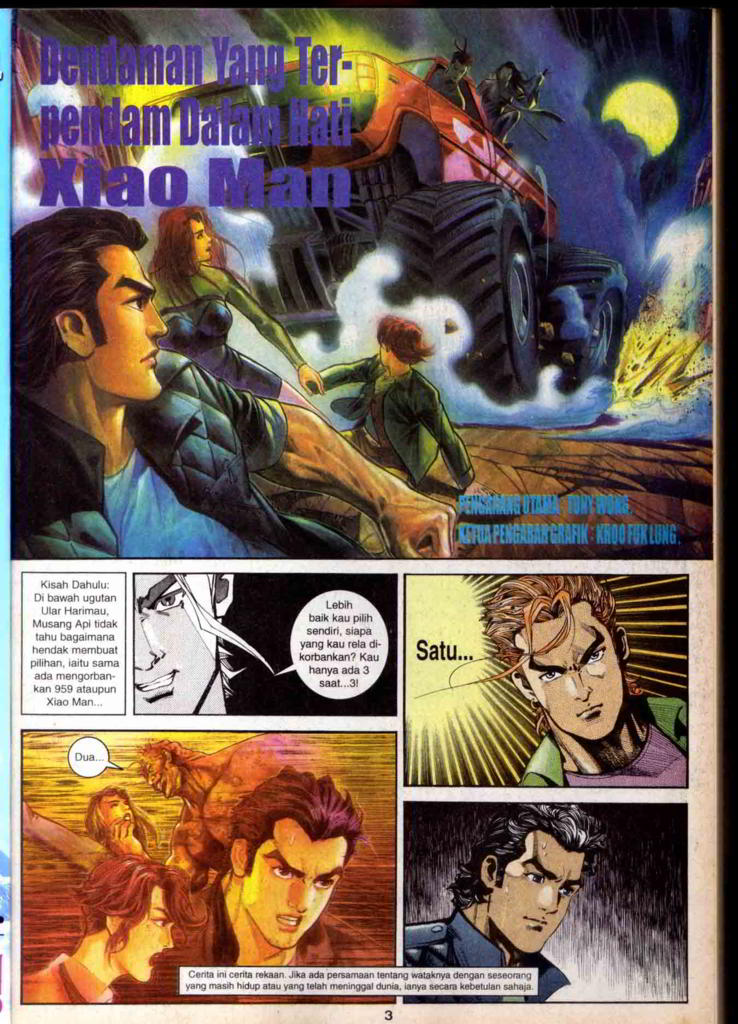 Dendaman Yang Ter-
pendam Dalam Hati
Xiao Man
PENGARANG UTAMA : TONY WONG.
KETUA PENGARAH GRAFIK : KHOO FUK LUNG.
Kisah Dahulu:
Di bawah ugutan
Ular Harimau,
Musang Api tidak
tahu bagaimana
hendak membuat
pilihan, iaitu sama
ada mengorban-
kan 959 ataupun
Xiao Man...
Lebih
baik kau pilih
sendiri, siapa
yang kau rela di-
korbankan? Kau
hanya ada 3
saat...3!
Satu...
Dua...
Cerita ini cerita rekaan. Jika ada persamaan tentang wataknya dengan seseorang
yang masih hidup atau yang telah meninggal dunia, ianya secara kebetulan sahaja.
3